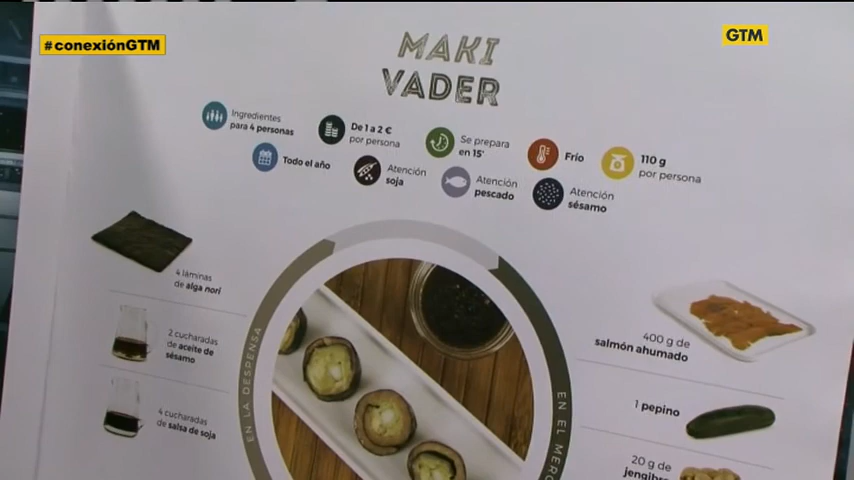 #conexiónGTM
GTM
MAKI
VADER
Ingredientes
para 4 personas
De 1 a 2 €
por persona
Se prepara
en 15'
Frío
110 g
por persona
Todo el año
Atención
soja
Atención
pescado
Atención
sésamo
4 láminas
de alga nori
2 cucharadas
de aceite de
sésamo
4 cucharadas
de salsa de soja
EN LA DESPENSA
EN EL MERC
400 g de
salmón ahumado
1 pepino
20 g de
jengibre